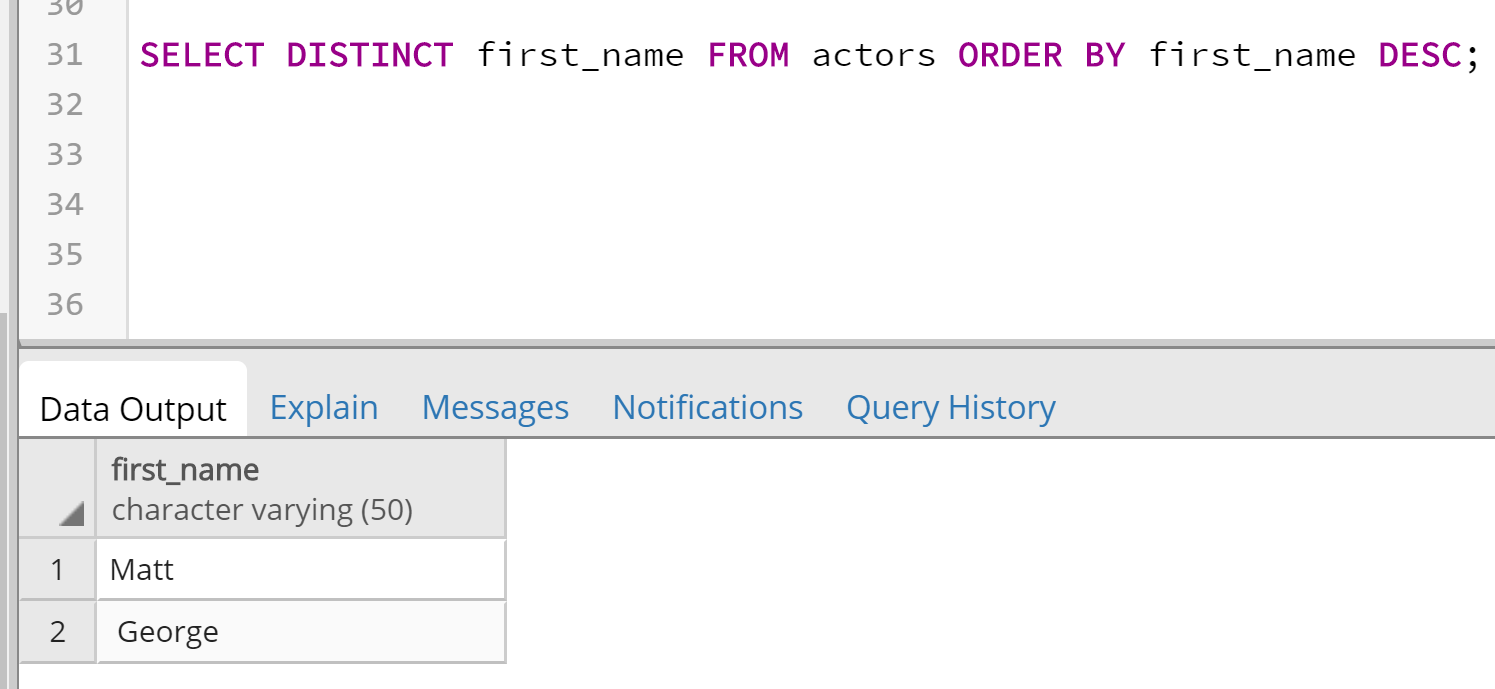 30
31 SELECT DISTINCT first_name FROM actors ORDER BY first_name DESC;
32
33
34
35
36
Data Output Explain Messages Notifications Query History
first_name
character varying (50)
1 Matt
2 George